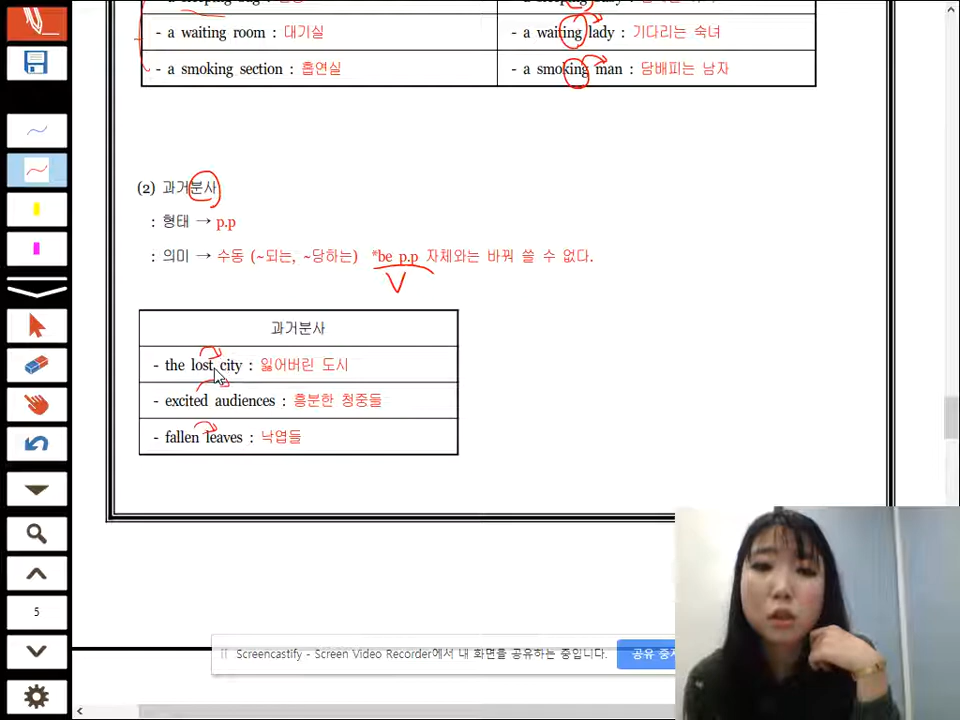 - a waiting room : 대기실
- a waiting lady : 기다리는 숙녀
- a smoking section : 흡연실
- a smoking man : 담배피는 남자
(2) 과거분사
: 형태 → p.p
: 의미 → 수동 (~되는, ~당하는) *be p.p 자체와는 바꿔 쓸 수 없다.
V
과거분사
- the lost city : 잃어버린 도시
- excited audiences : 흥분한 청중들
- fallen leaves : 낙엽들
5
Screencastify - Screen Video Recorder에서 내 화면을 공유하는 중입니다.
공유 중지